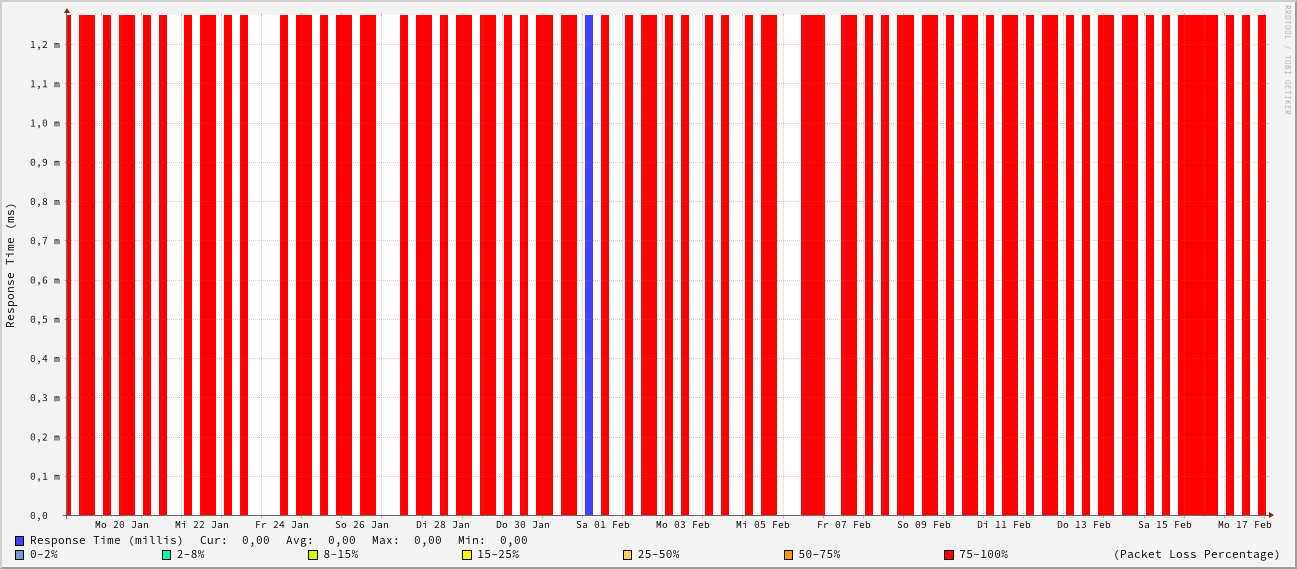 RRDTOOL / TOBI OETIKER
Response Time (ms)
1,2 m
1,1 m
1,0 m
0,9 m
0,8 m
0,7 m
0,6 m
0,5 m
0,4 m
0,3 m
0,2 m
0,1 m
0,0
Mo 20 Jan Mi 22 Jan Fr 24 Jan So 26 Jan Di 28 Jan Do 30 Jan Sa 01 Feb Mo 03 Feb Mi 05 Feb Fr 07 Feb So 09 Feb Di 11 Feb Do 13 Feb Sa 15 Feb Mo 17 Feb
Response Time (millis) Cur: 0,00 Avg: 0,00 Max: 0,00 Min: 0,00
0-2% 2-8% 8-15% 15-25% 25-50% 50-75% 75-100% (Packet Loss Percentage)